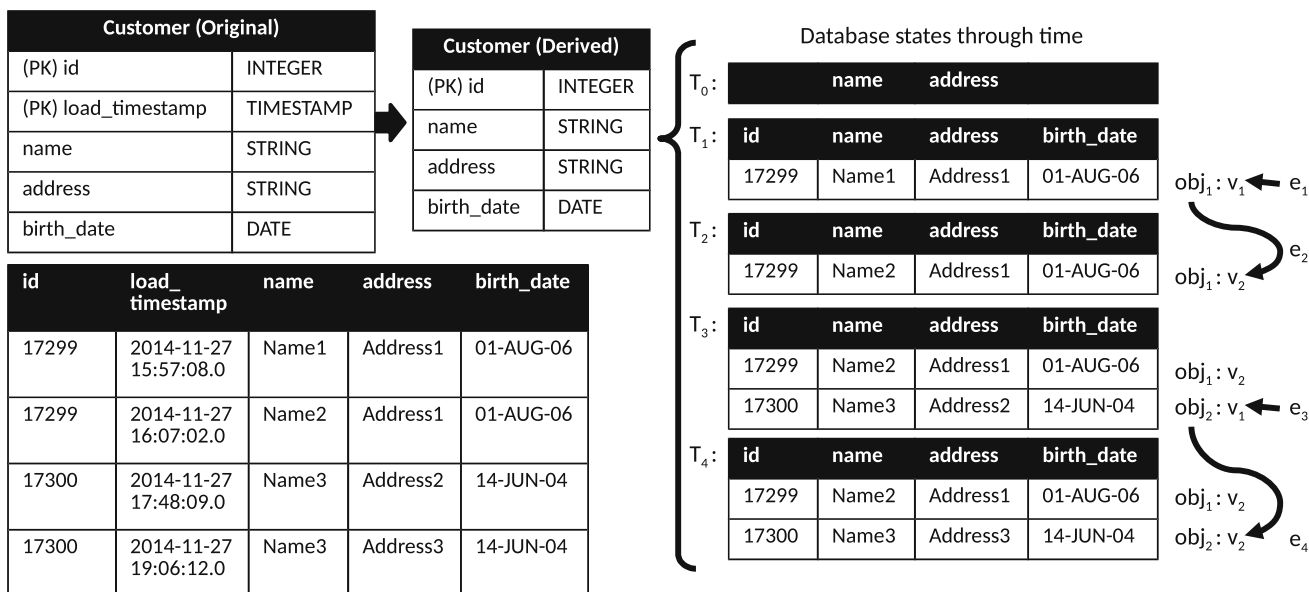 Customer (Original)
(PK) id INTEGER
(PK) load_timestamp TIMESTAMP
name STRING
address STRING
birth_date DATE
Customer (Derived)
(PK) id INTEGER
name STRING
address STRING
birth_date DATE
id load_ name address birth_date
timestamp
17299 2014-11-27 Name1 Address1 01-AUG-06
15:57:08.0
17299 2014-11-27 Name2 Address1 01-AUG-06
16:07:02.0
17300 2014-11-27 Name3 Address2 14-JUN-04
17:48:09.0
17300 2014-11-27 Name3 Address3 14-JUN-04
19:06:12.0
Database states through time
T0: name address
T1: id name address birth_date
17299 Name1 Address1 01-AUG-06 obj1: v1 e1
T2: id name address birth_date
e2
17299 Name2 Address1 01-AUG-06 obj1: v2
T3: id name address birth_date
17299 Name2 Address1 01-AUG-06 obj1: v2
17300 Name3 Address2 14-JUN-04 obj2: v1 e3
T4: id name address birth_date
17299 Name2 Address1 01-AUG-06 obj1: v2
17300 Name3 Address3 14-JUN-04 obj2: v2 e4